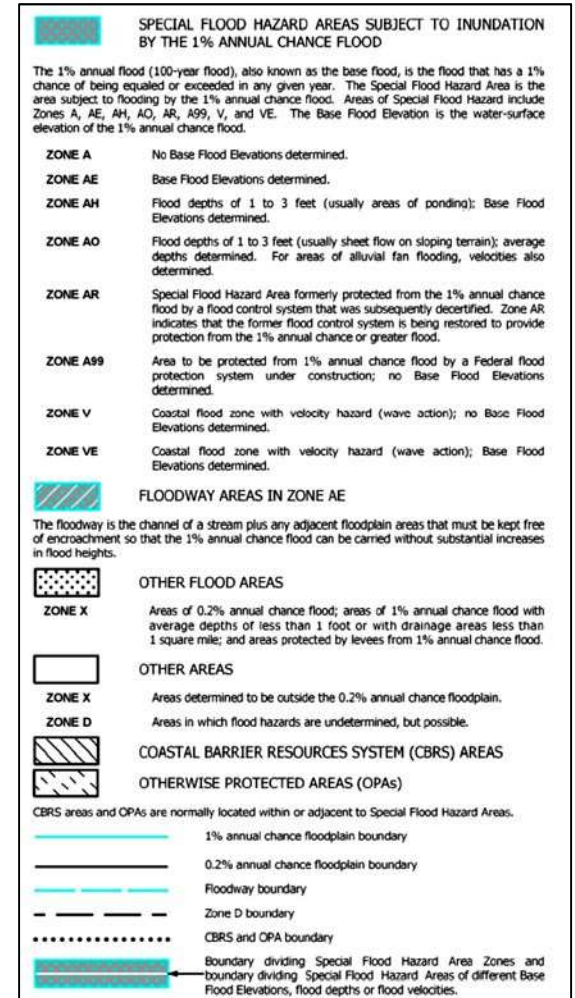 SPECIAL FLOOD HAZARD AREAS SUBJECT TO INUNDATION
BY THE 1% ANNUAL CHANCE FLOOD
The 1% annual flood (100-year flood), also known as the base flood, is the flood that has a 1%
chance of being equaled or exceeded in any given year. The Special Flood Hazard Area is the
area subject to flooding by the 1% annual chance flood. Areas of Special Flood Hazard include
Zones A, AE, AH, AO, AR, A99, V, and VE. The Base Flood Elevation is the water-surface
elevation of the 1% annual chance flood.
ZONE A No Base Flood Elevations determined.
ZONE AE Base Flood Elevations determined.
ZONE AH Flood depths of 1 to 3 feet (usually areas of ponding); Base Flood
Elevations determined.
ZONE AO Flood depths of 1 to 3 feet (usually sheet flow on sloping terrain); average
depths determined. For areas of alluvial fan flooding, velocities also
determined.
ZONE AR Special Flood Hazard Area formerly protected from the 1% annual chance
flood by a flood control system that was subsequently decertified. Zone AR
indicates that the former flood control system is being restored to provide
protection from the 1% annual chance or greater flood.
ZONE A99 Area to be protected from 1% annual chance flood by a Federal flood
protection system under construction; no Base Flood Elevations
determined.
ZONE V Coastal flood zone with velocity hazard (wave action); no Base Flood
Elevations determined.
ZONE VE Coastal flood zone with velocity hazard (wave action); Base Flood
Elevations determined.
FLOODWAY AREAS IN ZONE AE
The floodway is the channel of a stream plus any adjacent floodplain areas that must be kept free
of encroachment so that the 1% annual chance flood can be carried without substantial increases
in flood heights.
OTHER FLOOD AREAS
ZONE X Areas of 0.2% annual chance flood; areas of 1% annual chance flood with
average depths of less than 1 foot or with drainage areas less than
1 square mile; and areas protected by levees from 1% annual chance flood.
OTHER AREAS
ZONE X Areas determined to be outside the 0.2% annual chance floodplain.
ZONE D Areas in which flood hazards are undetermined, but possible.
COASTAL BARRIER RESOURCES SYSTEM (CBRS) AREAS
OTHERWISE PROTECTED AREAS (OPAs)
CBRS areas and OPAs are normally located within or adjacent to Special Flood Hazard Areas.
1% annual chance floodplain boundary
0.2% annual chance floodplain boundary
Floodway boundary
Zone D boundary
CBRS and OPA boundary
Boundary dividing Special Flood Hazard Area Zones and
boundary dividing Special Flood Hazard Areas of different Base
Flood Elevations, flood depths or flood velocities.